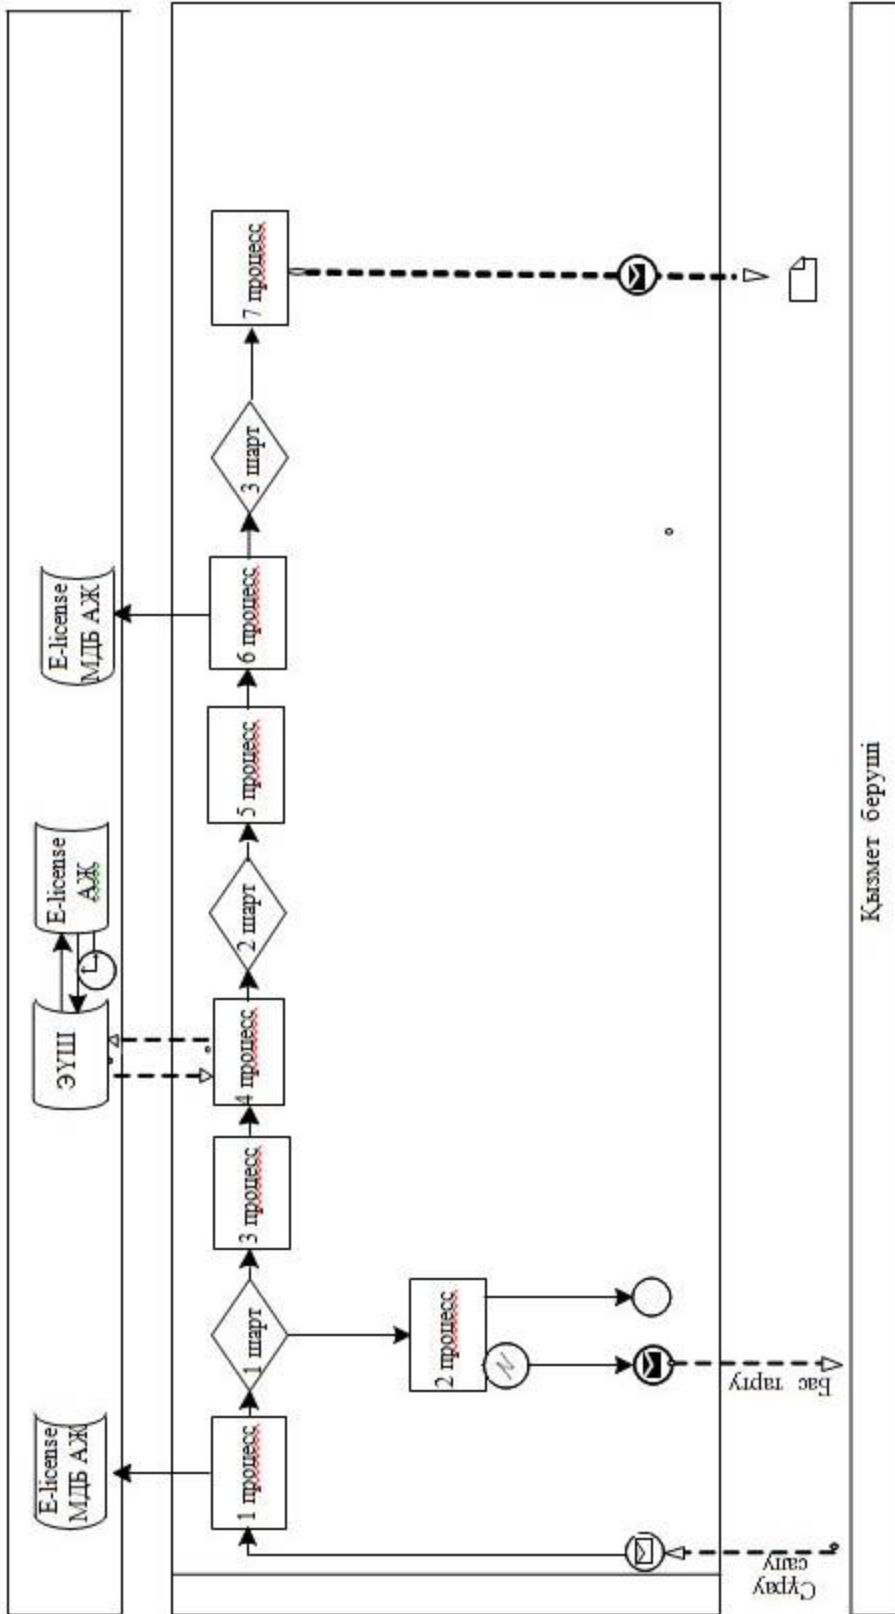 E-license
МДБ АЖ
ЭҮШ
E-license
АЖ
E-license
МДБ АЖ
1 процесс
1 шарт
3 процесс
4 процесс
2 шарт
5 процесс
6 процесс
3 шарт
7 процесс
2 процесс
Сұрау
салу
Бас тарту
Қызмет беруші